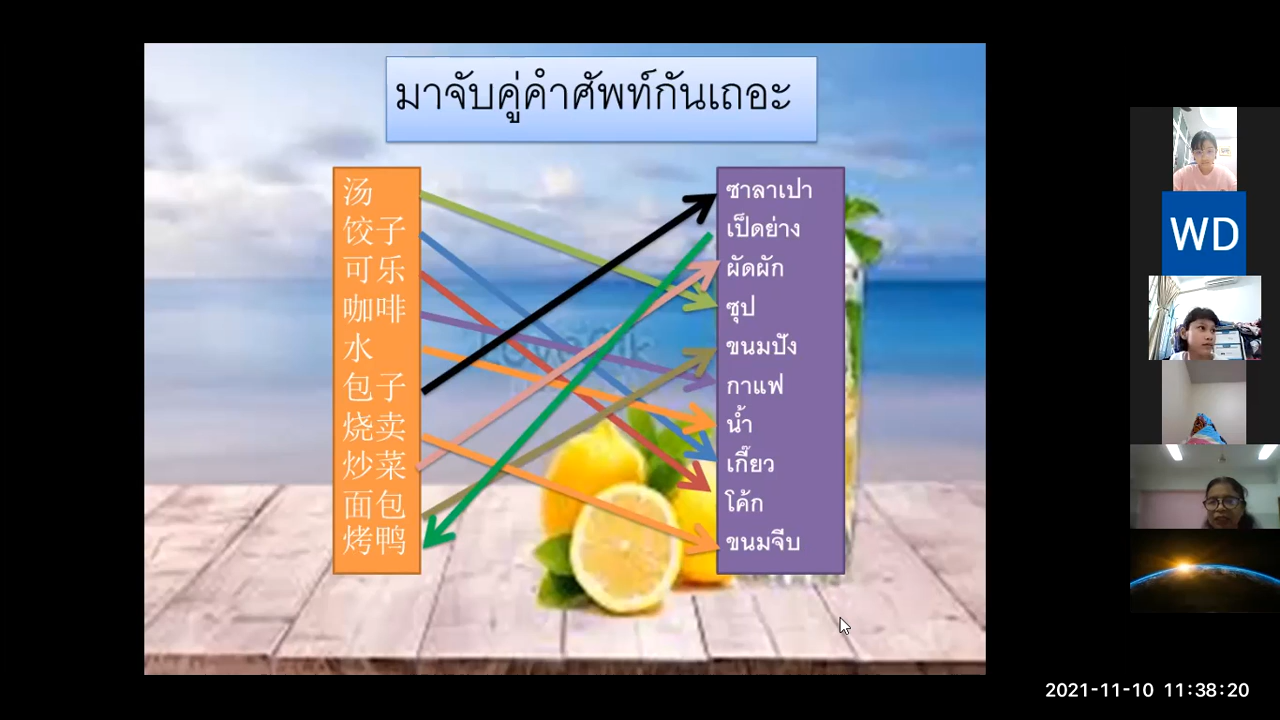 มาจับคู่คำศัพท์กันเถอะ
汤
饺子
可乐
咖啡
水
包子
烧卖
炒菜
面包
烤鸭
ซาลาเปา
เป็ดย่าง
ผัดผัก
ซุป
ขนมปัง
กาแฟ
น้ำ
เกี๊ยว
โค้ก
ขนมจีบ
WD
2021-11-10 11:38:20